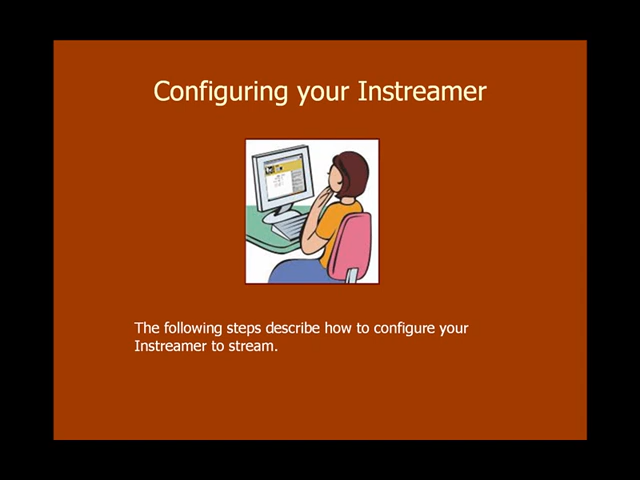 Configuring your Instreamer
The following steps describe how to configure your
Instreamer to stream.